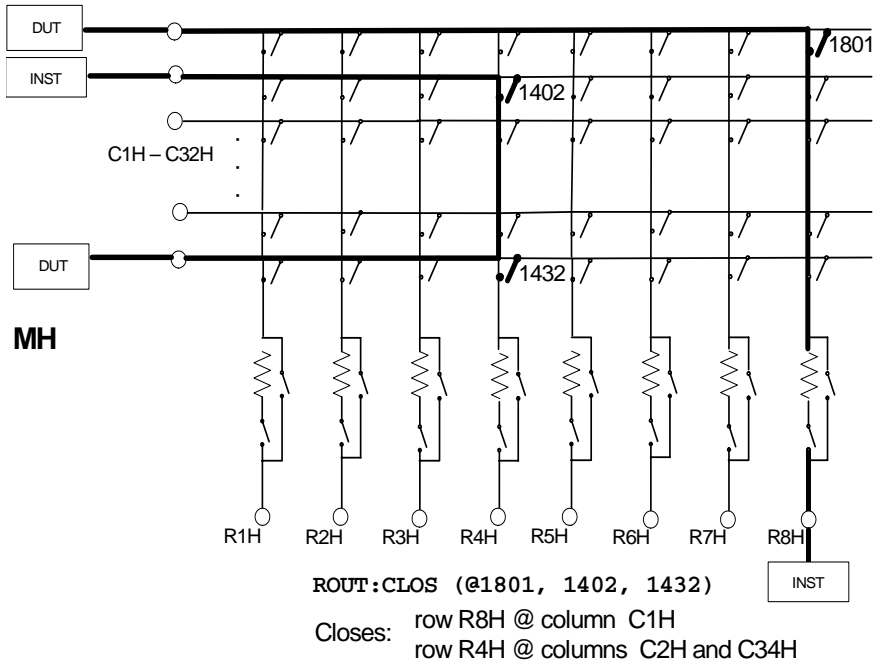 DUT
1801
INST
1402
C1H – C32H
.
.
.
DUT
1432
MH
R1H R2H R3H R4H R5H R6H R7H R8H
ROUT:CLOS (@1801, 1402, 1432)
INST
Closes: row R8H @ column C1H
row R4H @ columns C2H and C34H